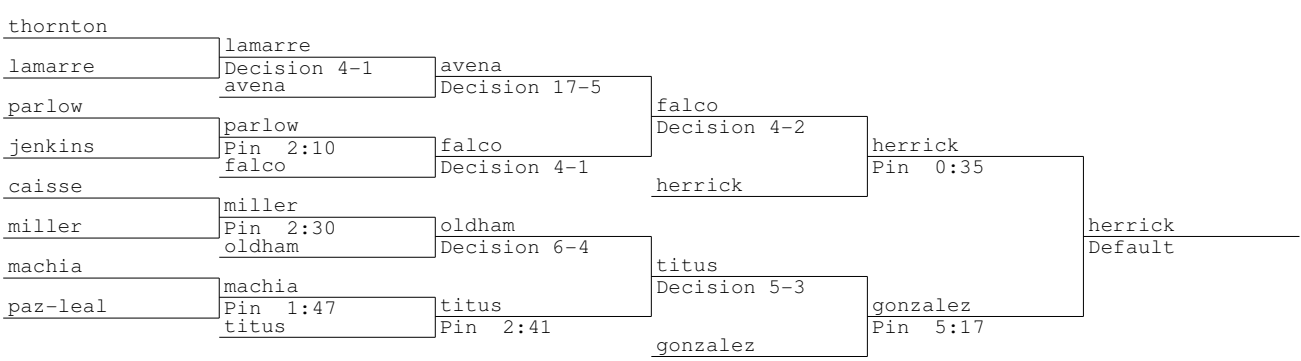 thornton
lamarre
lamarre
Decision 4-1
avena
avena
Decision 17-5
parlow
jenkins
parlow
Pin 2:10
falco
falco
Decision 4-1
falco
Decision 4-2
herrick
herrick
Pin 0:35
caisse
miller
miller
Pin 2:30
oldham
oldham
Decision 6-4
machia
paz-leal
machia
Pin 1:47
titus
titus
Pin 2:41
titus
Decision 5-3
gonzalez
gonzalez
Pin 5:17
herrick
Default